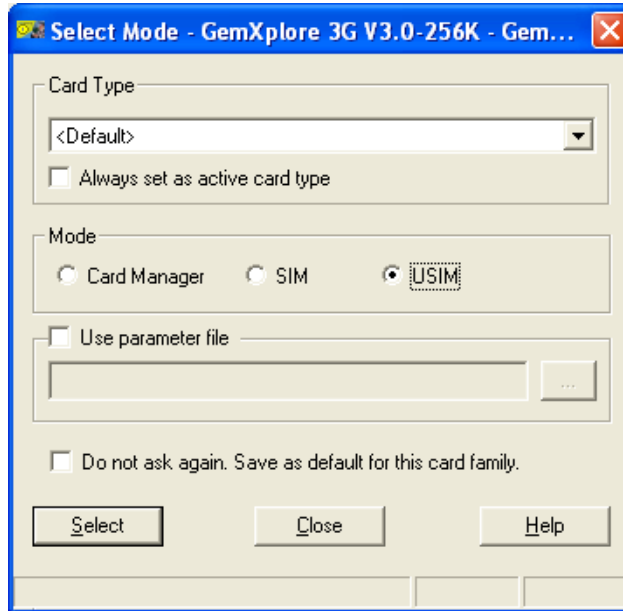 Select Mode - GemXplore 3G V3.0-256K - Gem...
Card Type
<Default>
Always set as active card type
Mode
Card Manager SIM USIM
Use parameter file
...
Do not ask again. Save as default for this card family.
Select Close Help